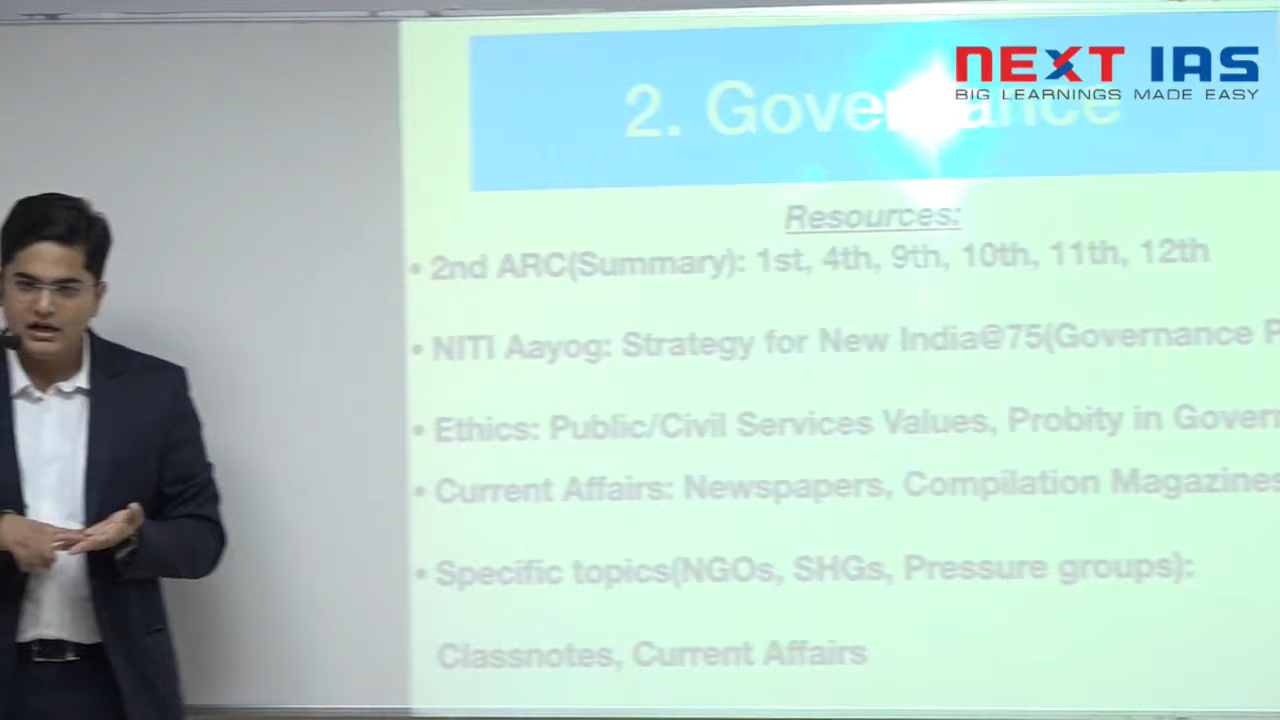 NEXT IAS
BIG LEARNINGS MADE EASY
2. Governance
Resources:
• 2nd ARC(Summary): 1st, 4th, 9th, 10th, 11th, 12th
• NITI Aayog: Strategy for New India@75(Governance
• Ethics: Public/Civil Services Values, Probity in Gover
• Current Affairs: Newspapers, Compilation Magazines
• Specific topics(NGOs, SHGs, Pressure groups):
Classnotes, Current Affairs